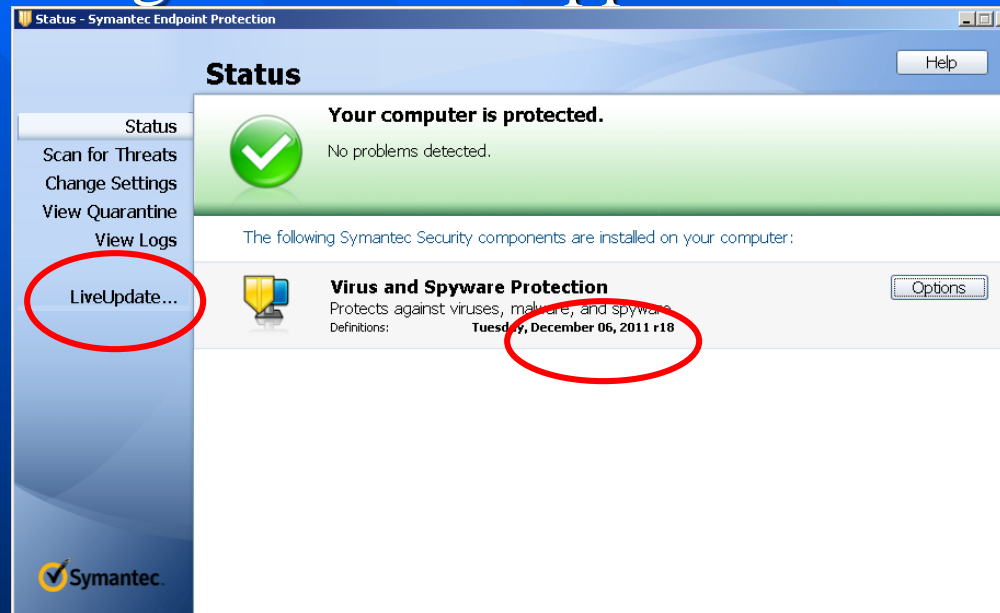 Status - Symantec Endpoint Protection
Status
Help
Your computer is protected.
No problems detected.
Status
Scan for Threats
Change Settings
View Quarantine
View Logs
LiveUpdate...
The following Symantec Security components are installed on your computer:
Virus and Spyware Protection
Options
Protects against viruses, malware, and spyware
Definitions: Tuesday, December 06, 2011 r18
Symantec.